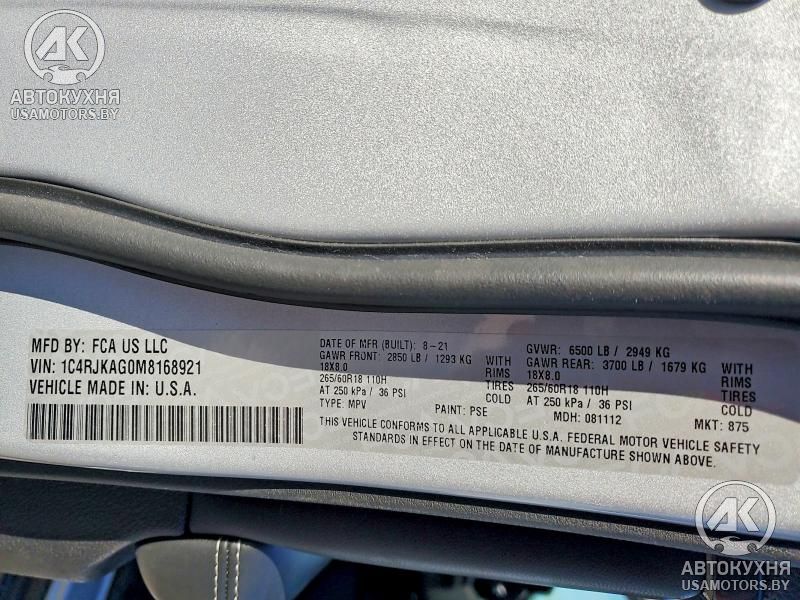 АК
АВТОКУХНЯ
USAMOTORS.BY
MFD BY: FCA US LLC
VIN: 1C4RJKAG0M8168921
VEHICLE MADE IN U.S.A.
DATE OF MFR (BUILT): 8-21
GAWR FRONT: 2850 LB / 1293 KG WITH
18X8.0 RIMS
265/60R18 110H TIRES
AT 250 kPa / 36 PSI COLD
TYPE: MPV PAINT: PSE
GVWR: 6500 LB / 2949 KG
GAWR REAR: 3700 LB / 1679 KG WITH
18X8.0 RIMS
265/60R18 110H TIRES
AT 250 kPa / 36 PSI COLD
MDH: 081112 MKT: 875
THIS VEHICLE CONFORMS TO ALL APPLICABLE U.S.A. FEDERAL MOTOR VEHICLE SAFETY
STANDARDS IN EFFECT ON THE DATE OF MANUFACTURE SHOWN ABOVE.
АК
АВТОКУХНЯ
USAMOTORS.BY